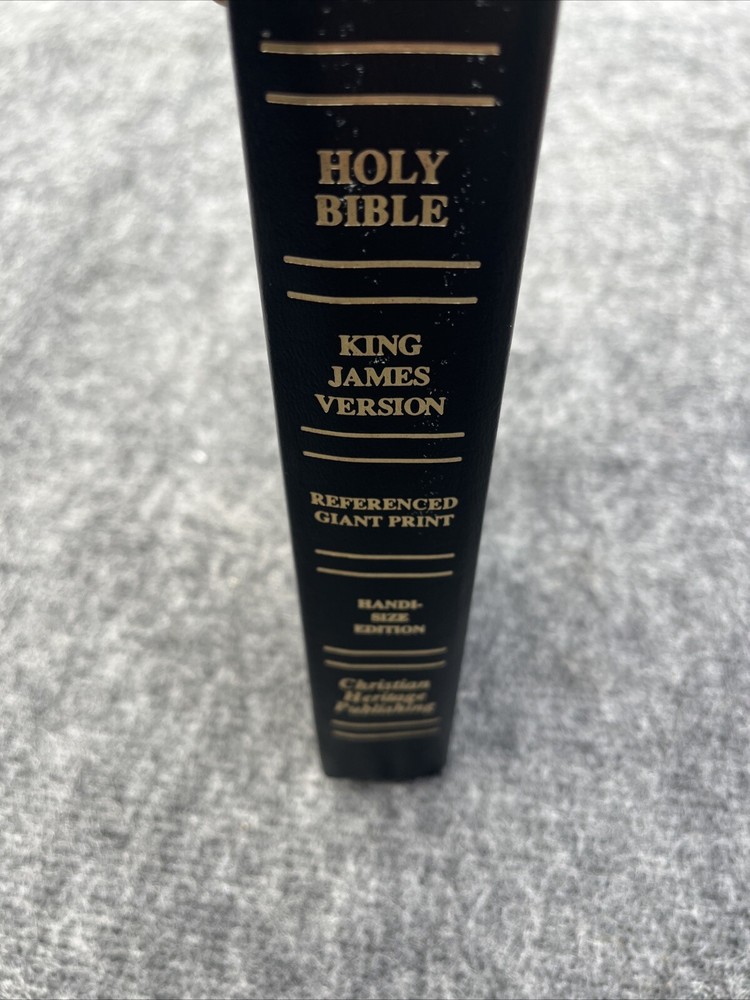 HOLY
BIBLE
KING
JAMES
VERSION
REFERENCED
GIANT PRINT
HANDI-
SIZE
EDITION
Christian
Heritage
Publishing